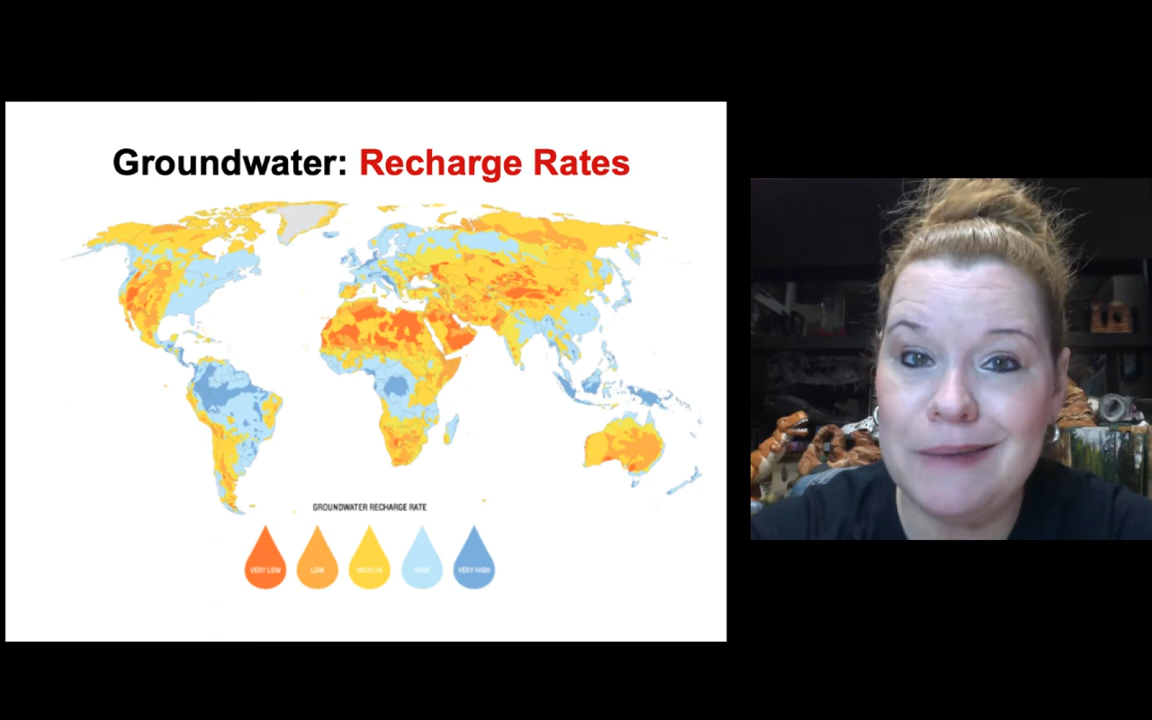 Groundwater: Recharge Rates
GROUNDWATER RECHARGE RATE
VERY LOW
LOW
MEDIUM
HIGH
VERY HIGH